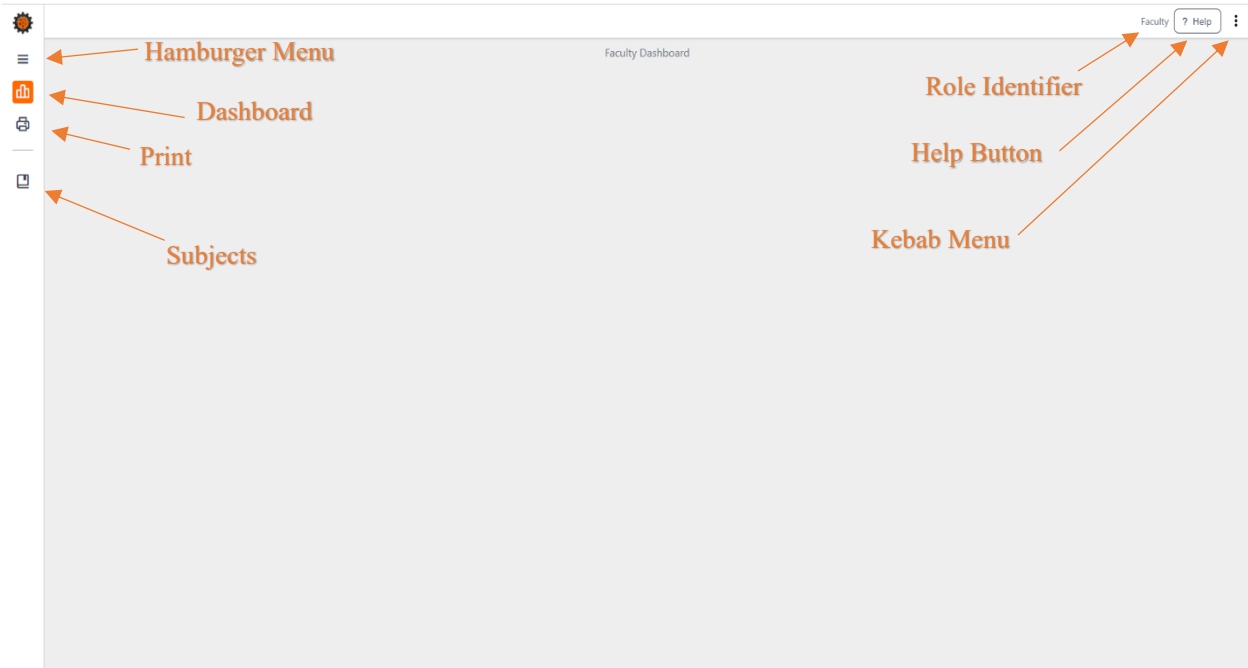 Faculty ? Help
Hamburger Menu
Faculty Dashboard
Role Identifier
Dashboard
Print
Help Button
Kebab Menu
Subjects